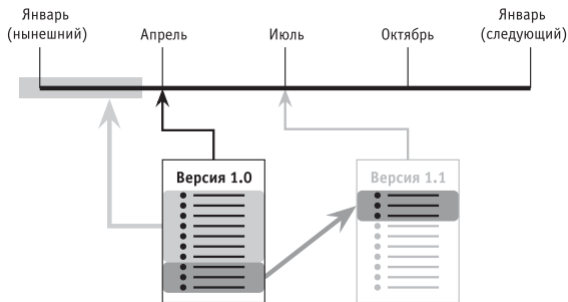 Январь
(нынешний)
Апрель
Июль
Октябрь
Январь
(следующий)
Версия 1.0
Версия 1.1